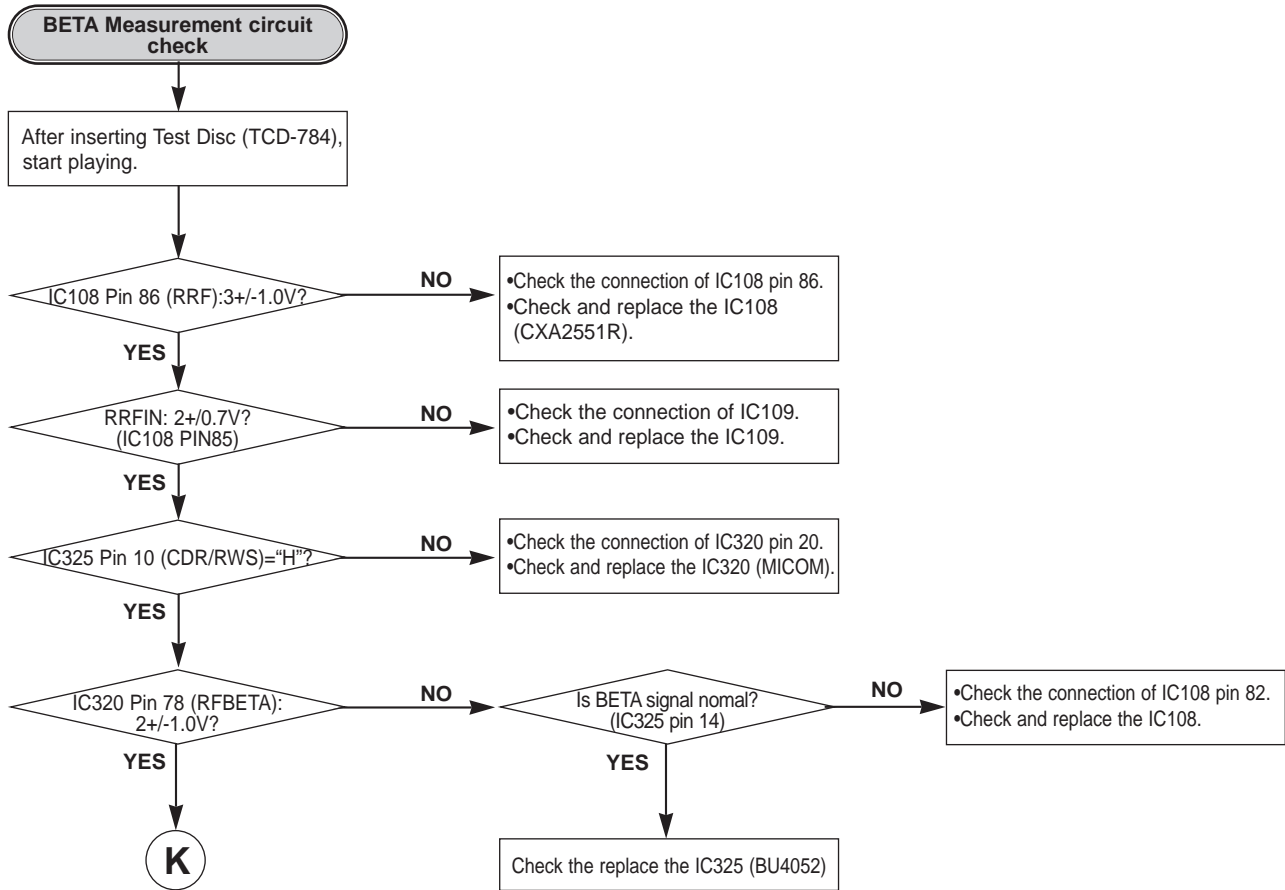 BETA Measurement circuit
check
After inserting Test Disc (TCD-784),
start playing.
IC108 Pin 86 (RRF):3+/-1.0V?
NO
•Check the connection of IC108 pin 86.
•Check and replace the IC108
(CXA2551R).
YES
RRFIN: 2+/0.7V?
(IC108 PIN85)
NO
•Check the connection of IC109.
•Check and replace the IC109.
YES
IC325 Pin 10 (CDR/RWS)=“H”?
NO
•Check the connection of IC320 pin 20.
•Check and replace the IC320 (MICOM).
YES
IC320 Pin 78 (RFBETA):
2+/-1.0V?
NO
Is BETA signal nomal?
(IC325 pin 14)
NO
•Check the connection of IC108 pin 82.
•Check and replace the IC108.
YES
YES
K
Check the replace the IC325 (BU4052)